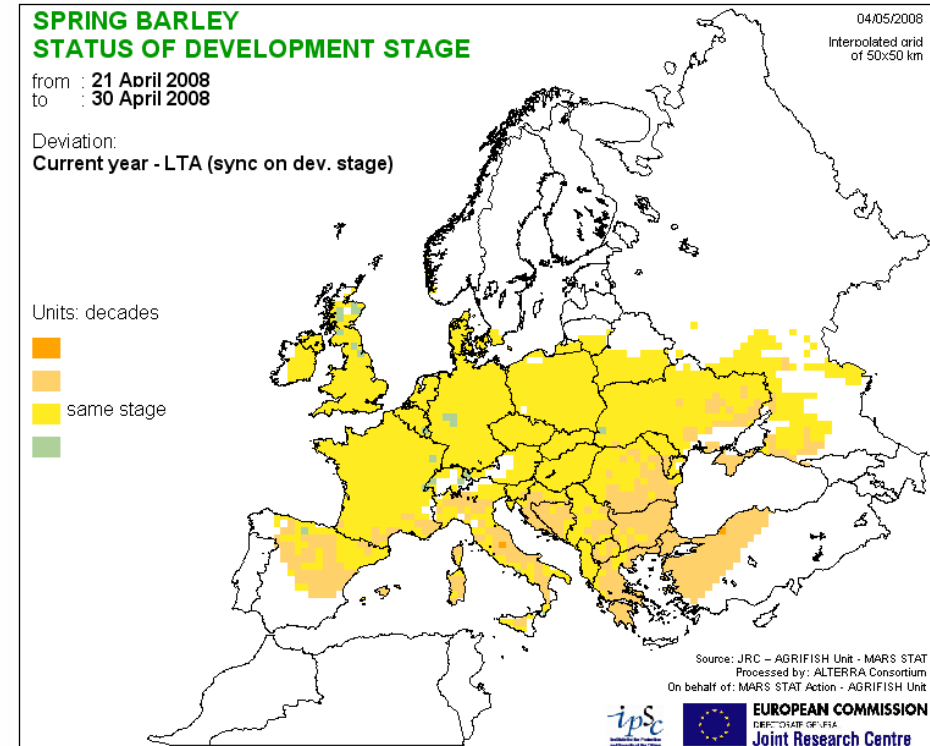 SPRING BARLEY
STATUS OF DEVELOPMENT STAGE
from : 21 April 2008
to : 30 April 2008
Deviation:
Current year - LTA (sync on dev. stage)
04/05/2008
Interpolated grid
of 50x50 km
Units: decades
same stage
Source: JRC – AGRIFISH Unit - MARS STAT
Processed by: ALTERRA Consortium
On behalf of: MARS STAT Action - AGRIFISH Unit
ipsc
EUROPEAN COMMISSION
DIRECTORATE GENERAL
Joint Research Centre